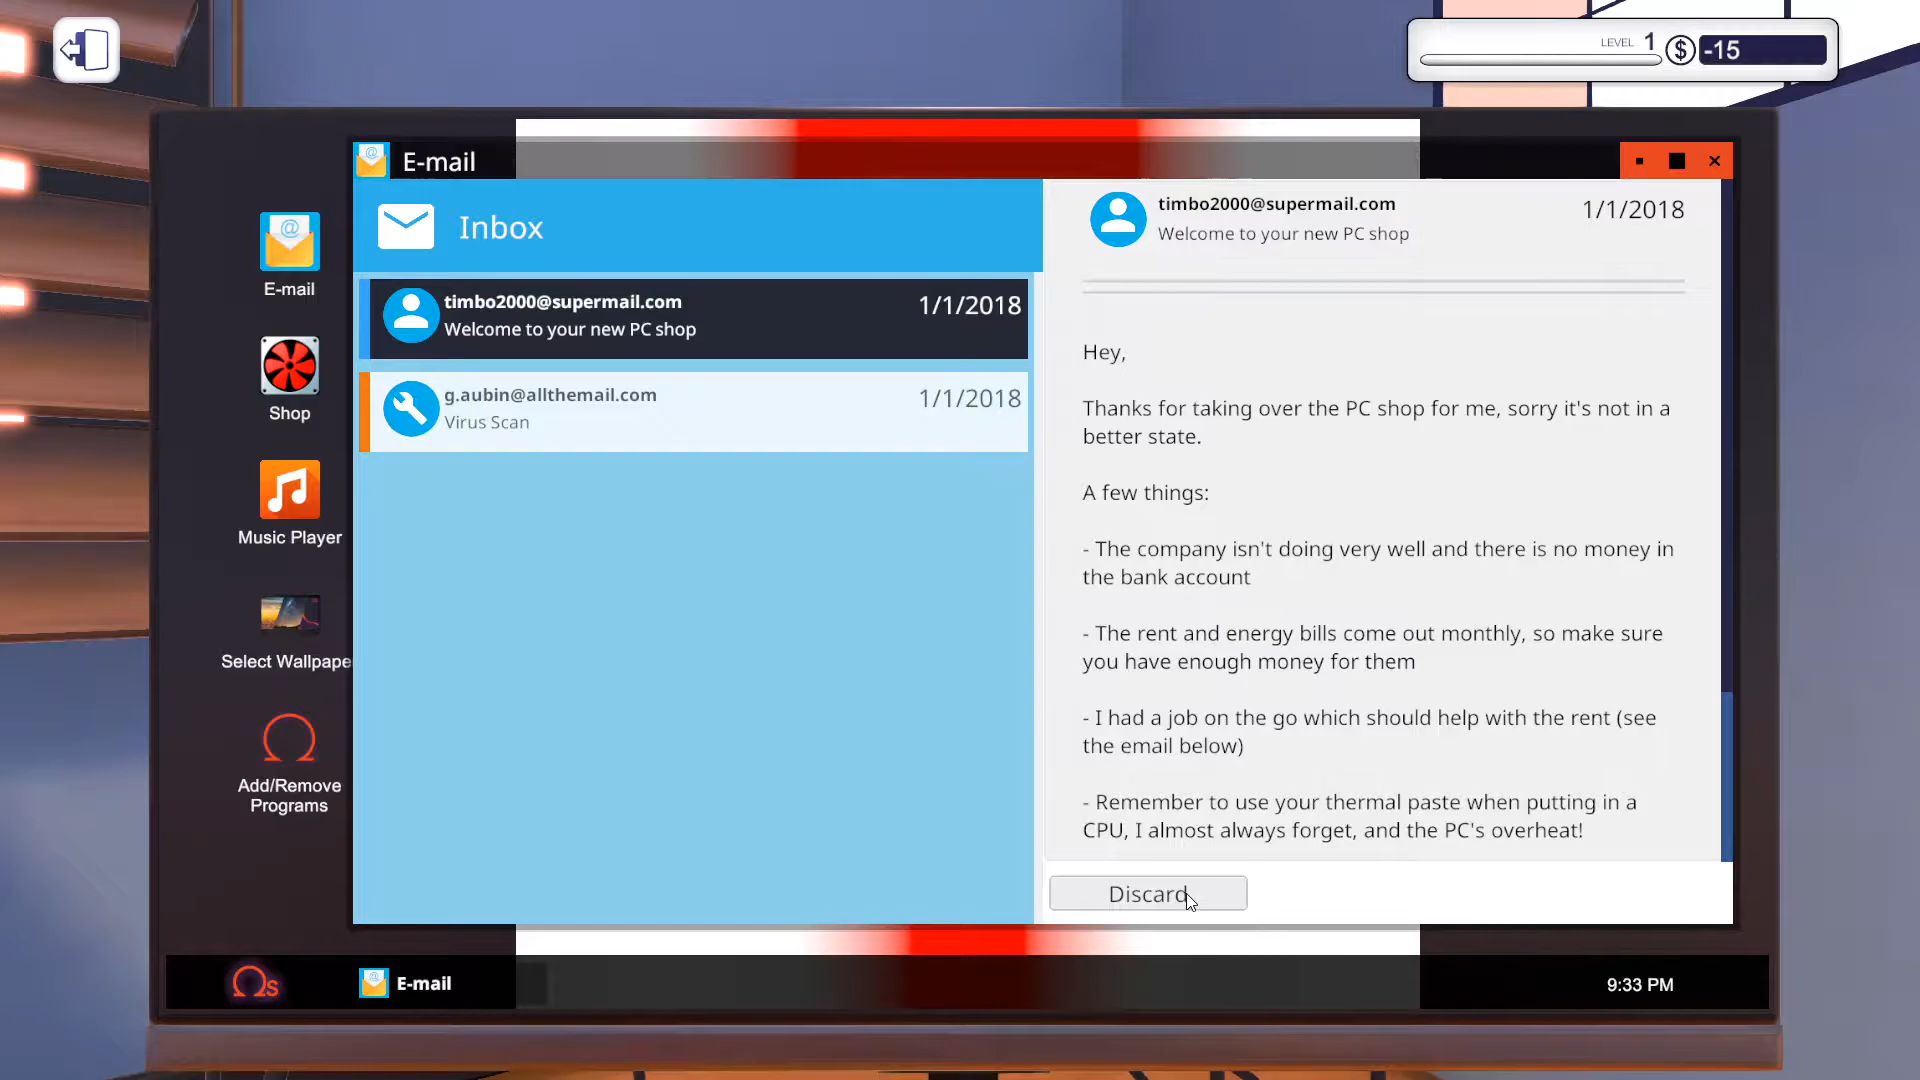 LEVEL 1
$ -15
E-mail
E-mail
Shop
Music Player
Select Wallpape
Add/Remove
Programs
Inbox
timbo2000@supermail.com 1/1/2018
Welcome to your new PC shop
g.aubin@allthemail.com 1/1/2018
Virus Scan
timbo2000@supermail.com 1/1/2018
Welcome to your new PC shop
Hey,
Thanks for taking over the PC shop for me, sorry it's not in a
better state.
A few things:
- The company isn't doing very well and there is no money in
the bank account
- The rent and energy bills come out monthly, so make sure
you have enough money for them
- I had a job on the go which should help with the rent (see
the email below)
- Remember to use your thermal paste when putting in a
CPU, I almost always forget, and the PC's overheat!
Discard
Ωs
E-mail
9:33 PM